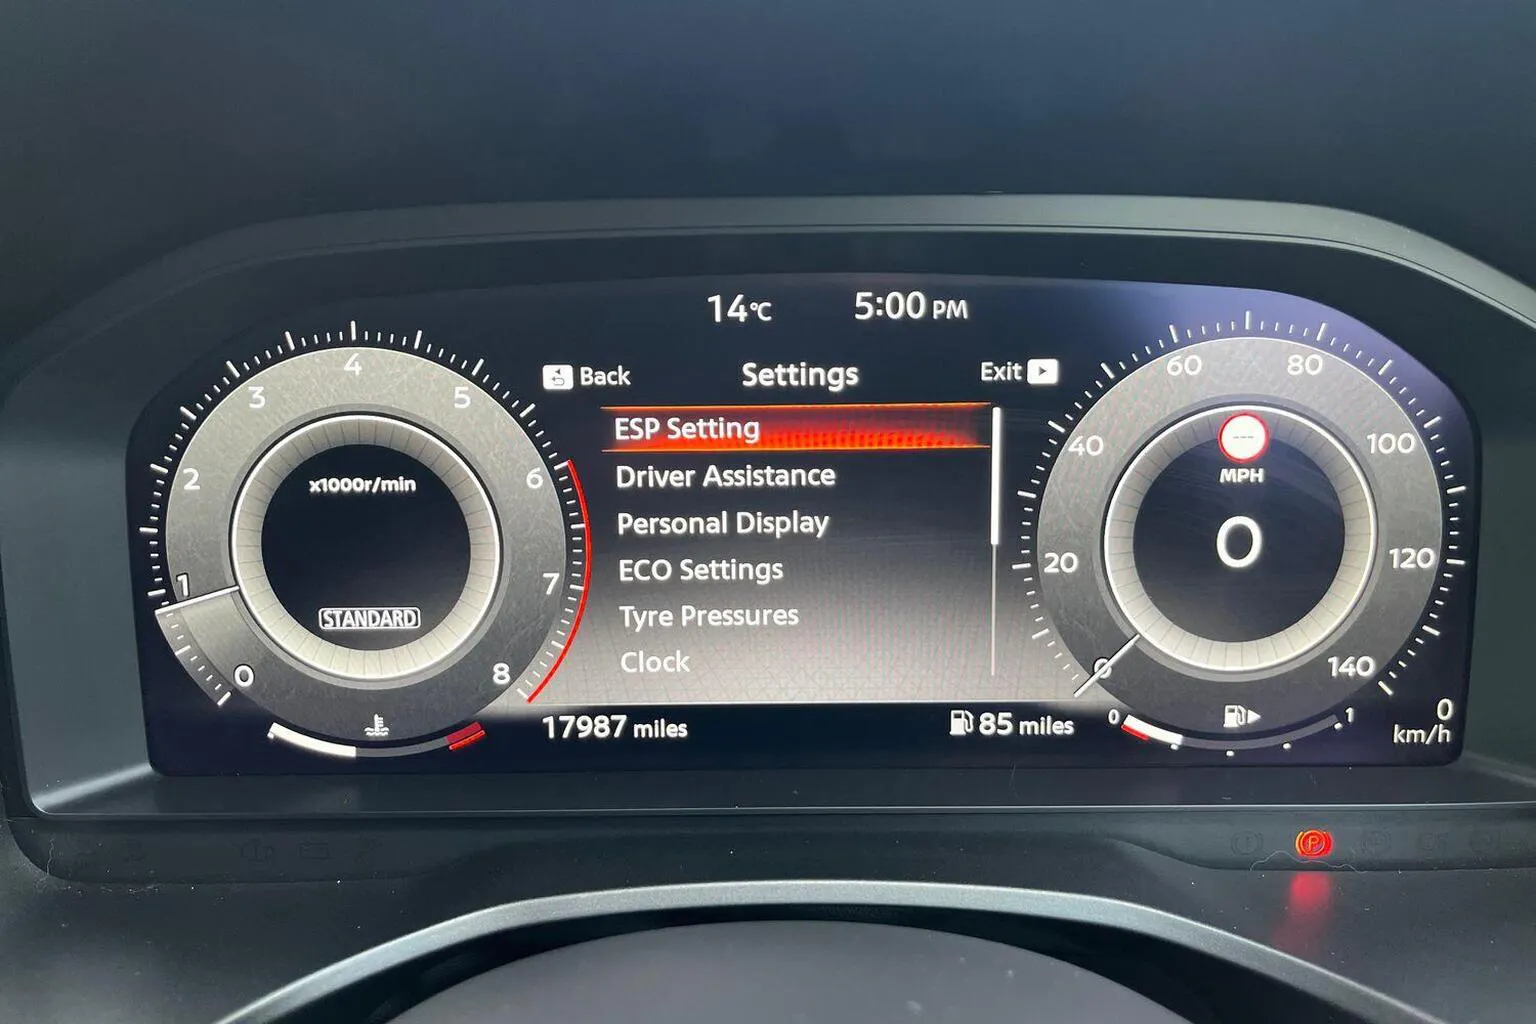 14°C 5:00 PM
Back Settings Exit
ESP Setting
Driver Assistance
Personal Display
ECO Settings
Tyre Pressures
Clock
17987 miles 85 miles
0 1 2 3 4 5 6 7 8
x1000r/min
STANDARD
0 20 40 60 80 100 120 140
---
MPH
0
0 1
0
km/h
P